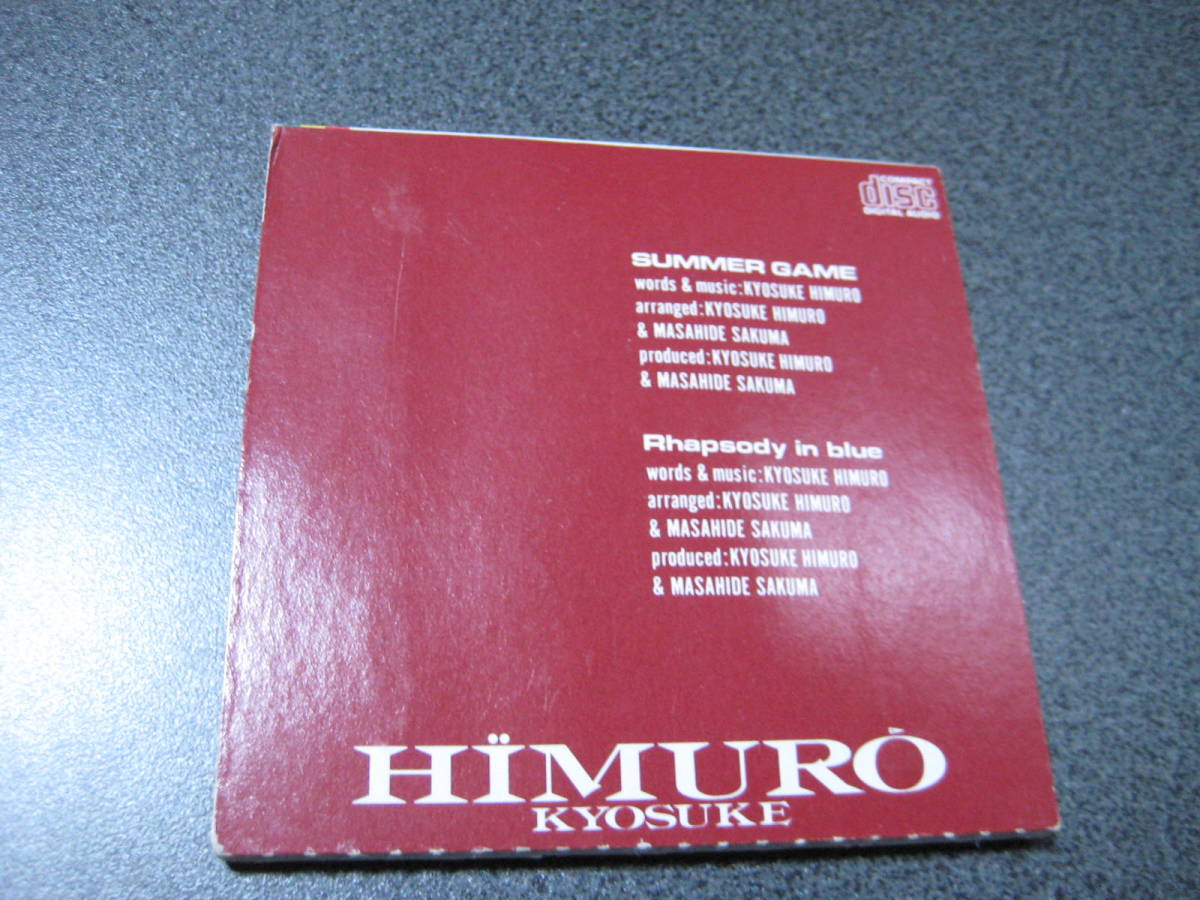 COMPACT
disc
DIGITAL AUDIO
SUMMER GAME
words & music:KYOSUKE HIMURO
arranged:KYOSUKE HIMURO
& MASAHIDE SAKUMA
produced:KYOSUKE HIMURO
& MASAHIDE SAKUMA
Rhapsody in blue
words & music:KYOSUKE HIMURO
arranged:KYOSUKE HIMURO
& MASAHIDE SAKUMA
produced:KYOSUKE HIMURO
& MASAHIDE SAKUMA
HÏMURÓ
KYOSUKE